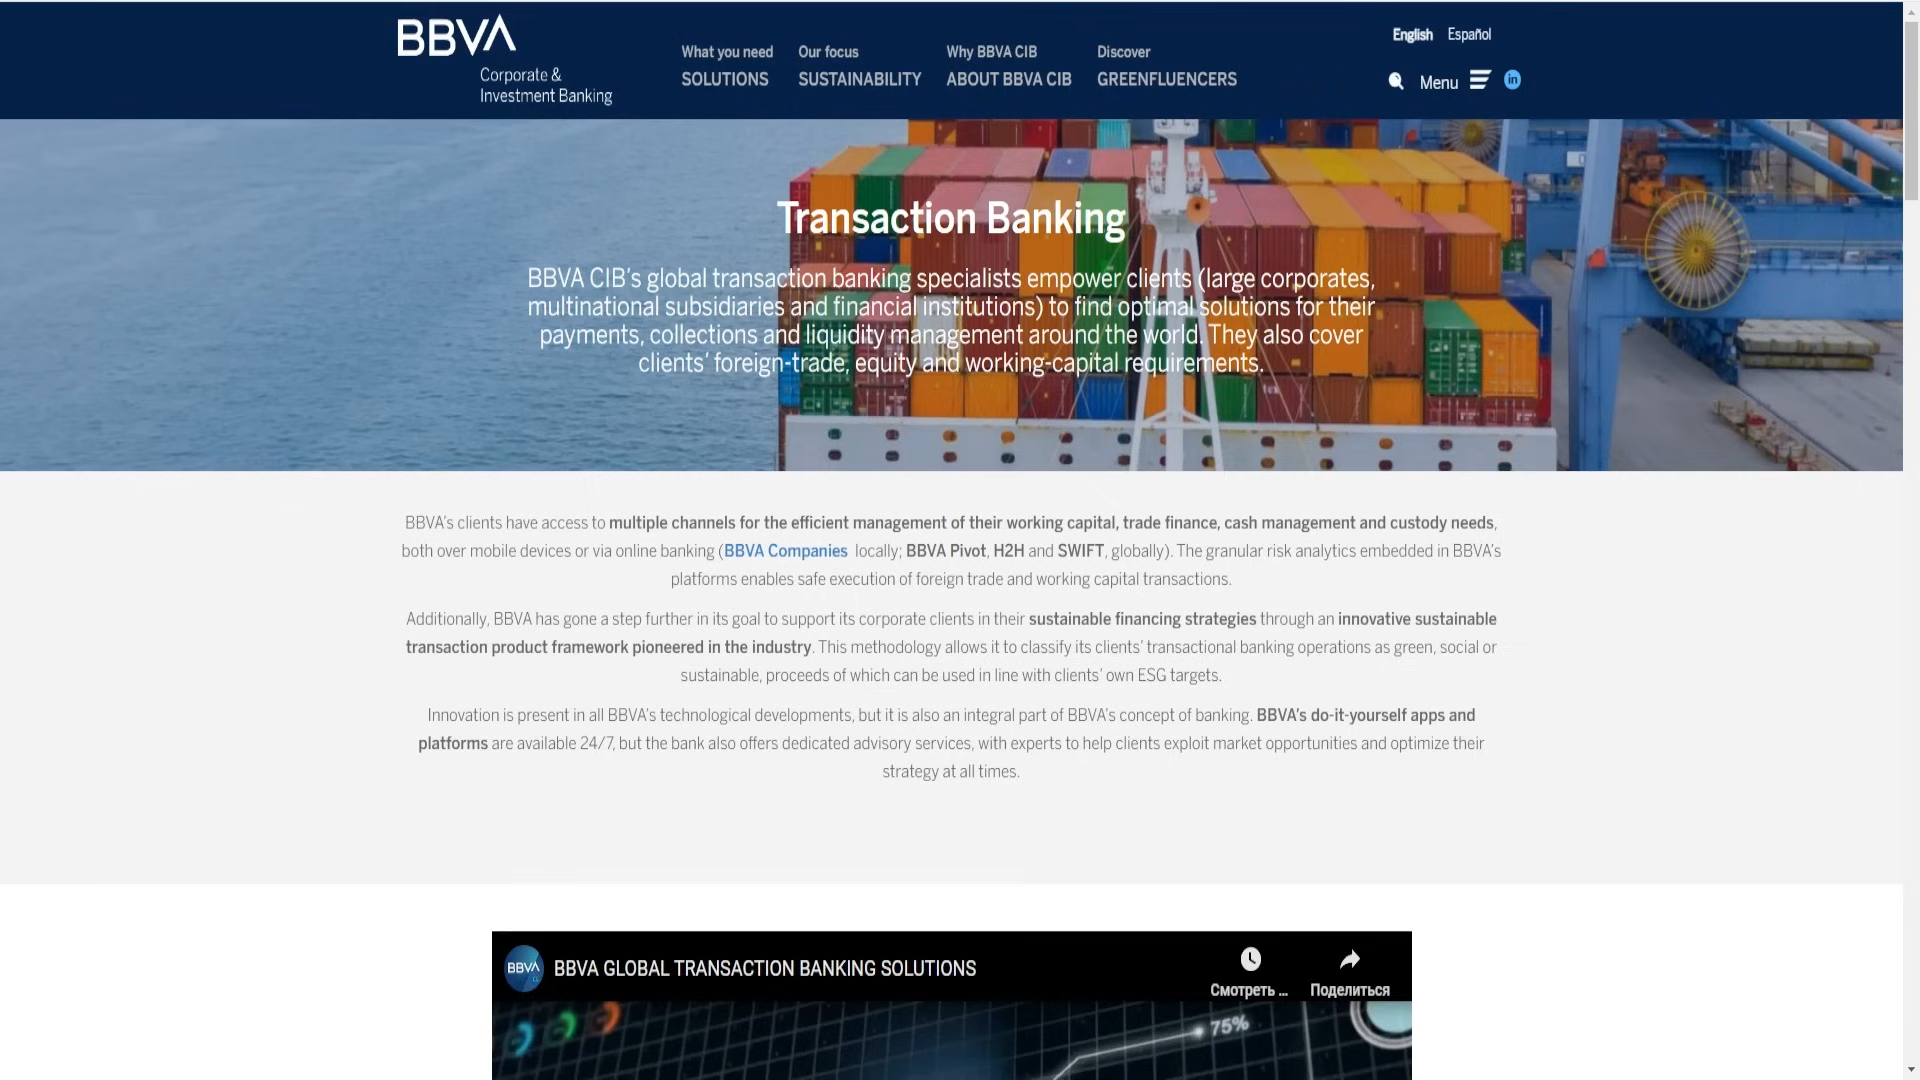 BBVA
Corporate &
Investment Banking
What you need
SOLUTIONS
Our focus
SUSTAINABILITY
Why BBVA CIB
ABOUT BBVA CIB
Discover
GREENFLUENCERS
English Español
Menu
in
Transaction Banking
BBVA CIB's global transaction banking specialists empower clients (large corporates,
multinational subsidiaries and financial institutions) to find optimal solutions for their
payments, collections and liquidity management around the world. They also cover
clients' foreign-trade, equity and working-capital requirements.
BBVA's clients have access to multiple channels for the efficient management of their working capital, trade finance, cash management and custody needs,
both over mobile devices or via online banking (BBVA Companies locally; BBVA Pivot, H2H and SWIFT, globally). The granular risk analytics embedded in BBVA's
platforms enables safe execution of foreign trade and working capital transactions.
Additionally, BBVA has gone a step further in its goal to support its corporate clients in their sustainable financing strategies through an innovative sustainable
transaction product framework pioneered in the industry. This methodology allows it to classify its clients' transactional banking operations as green, social or
sustainable, proceeds of which can be used in line with clients' own ESG targets.
Innovation is present in all BBVA's technological developments, but it is also an integral part of BBVA's concept of banking. BBVA's do-it-yourself apps and
platforms are available 24/7, but the bank also offers dedicated advisory services, with experts to help clients exploit market opportunities and optimize their
strategy at all times.
BBVA
BBVA GLOBAL TRANSACTION BANKING SOLUTIONS
Смотреть ...
Поделиться
75%